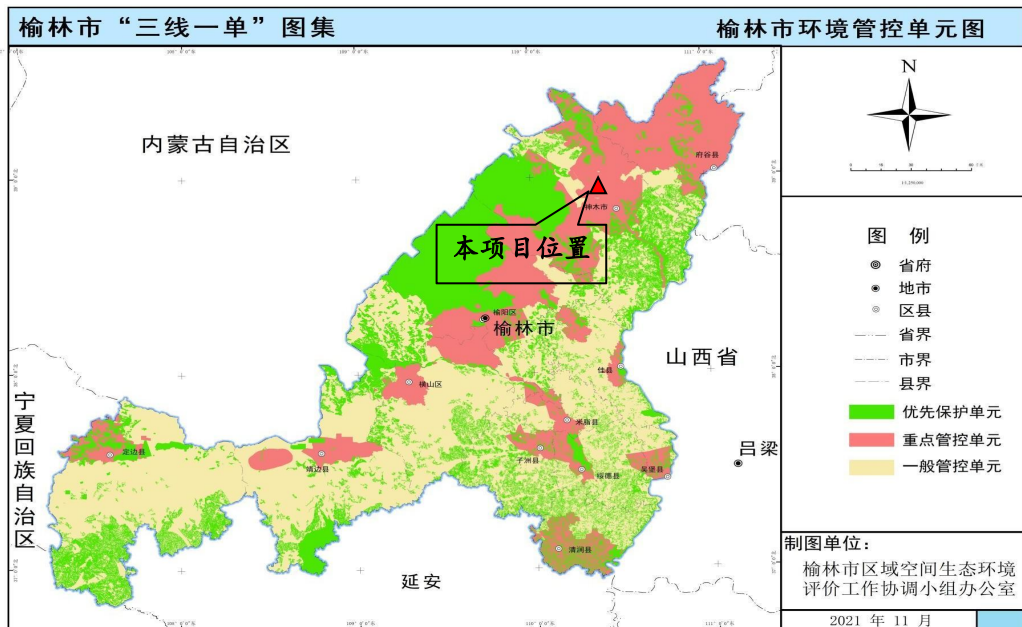 榆林市“三线一单”图集
榆林市环境管控单元图
N
内蒙古自治区
府谷县
神木市
本项目位置
榆阳区
榆林市
山西省
佳县
横山区
米脂县
宁夏回族自治区
定边县
靖边县
子洲县
绥德县
吴堡县
吕梁
清涧县
延安
图 例
省府
地市
区县
省界
市界
县界
优先保护单元
重点管控单元
一般管控单元
制图单位：
榆林市区域空间生态环境
评价工作协调小组办公室
2021 年 11 月